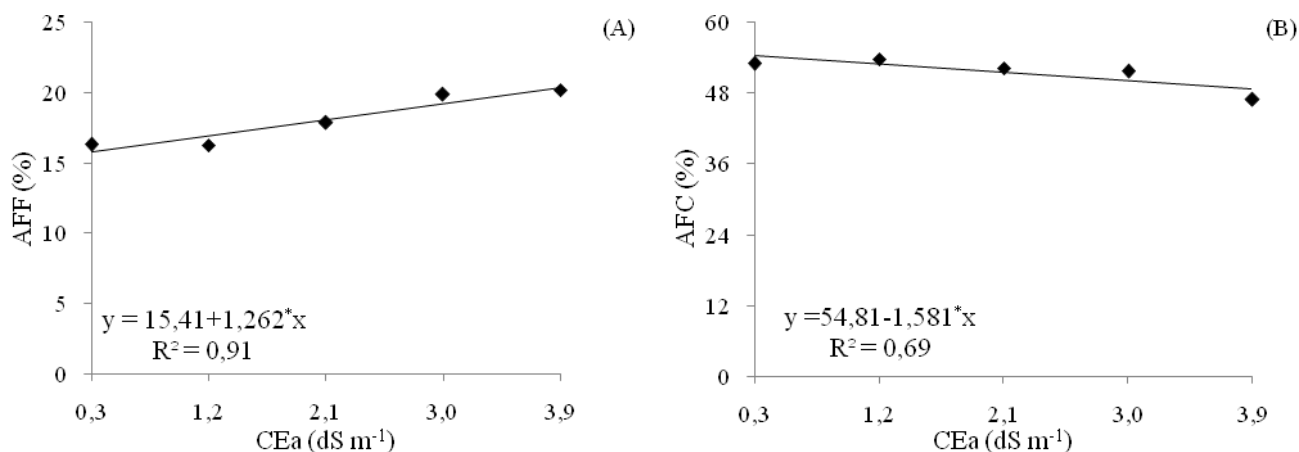 25
20
15
10
5
0
AFF (%)
(A)
y = 15,41+1,262*x
R² = 0,91
0,3 1,2 2,1 3,0 3,9
CEa (dS m⁻¹)
60
48
36
24
12
0
AFC (%)
(B)
y =54,81-1,581*x
R² = 0,69
0,3 1,2 2,1 3,0 3,9
CEa (dS m⁻¹)